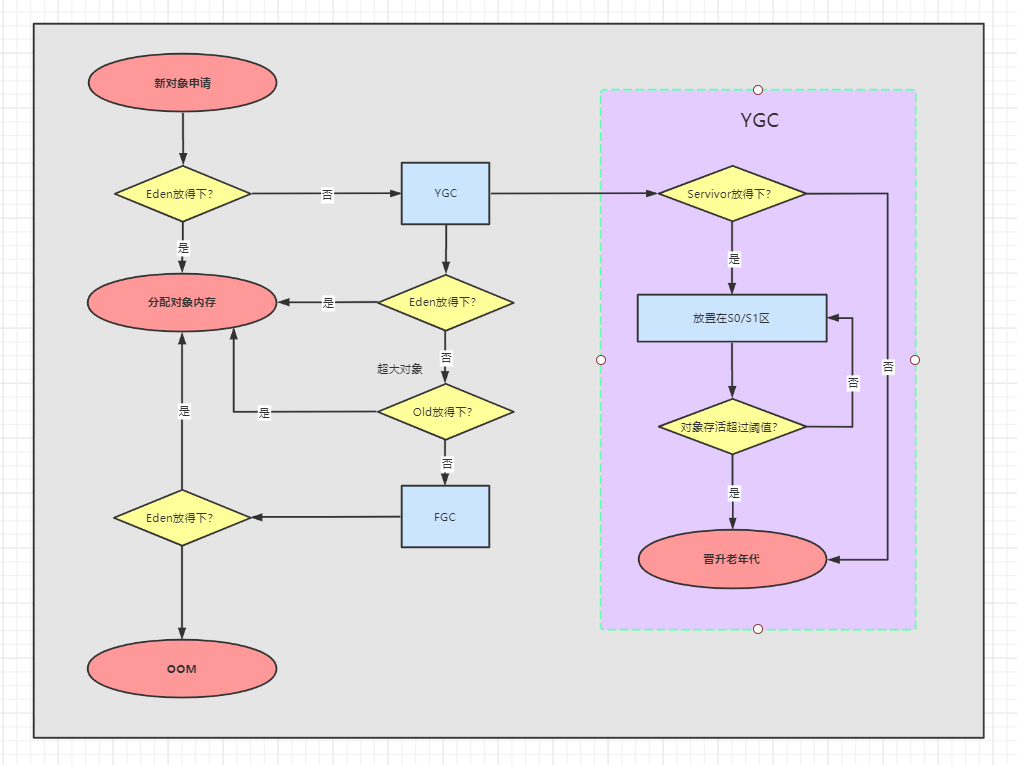 新对象申请
YGC
Eden放得下?
否
YGC
Servivor放得下?
是
是
分配对象内存
是
Eden放得下?
放置在S0/S1区
否
超大对象
否
否
是
是
Old放得下?
对象存活超过阈值?
否
是
Eden放得下?
FGC
晋升老年代
OOM